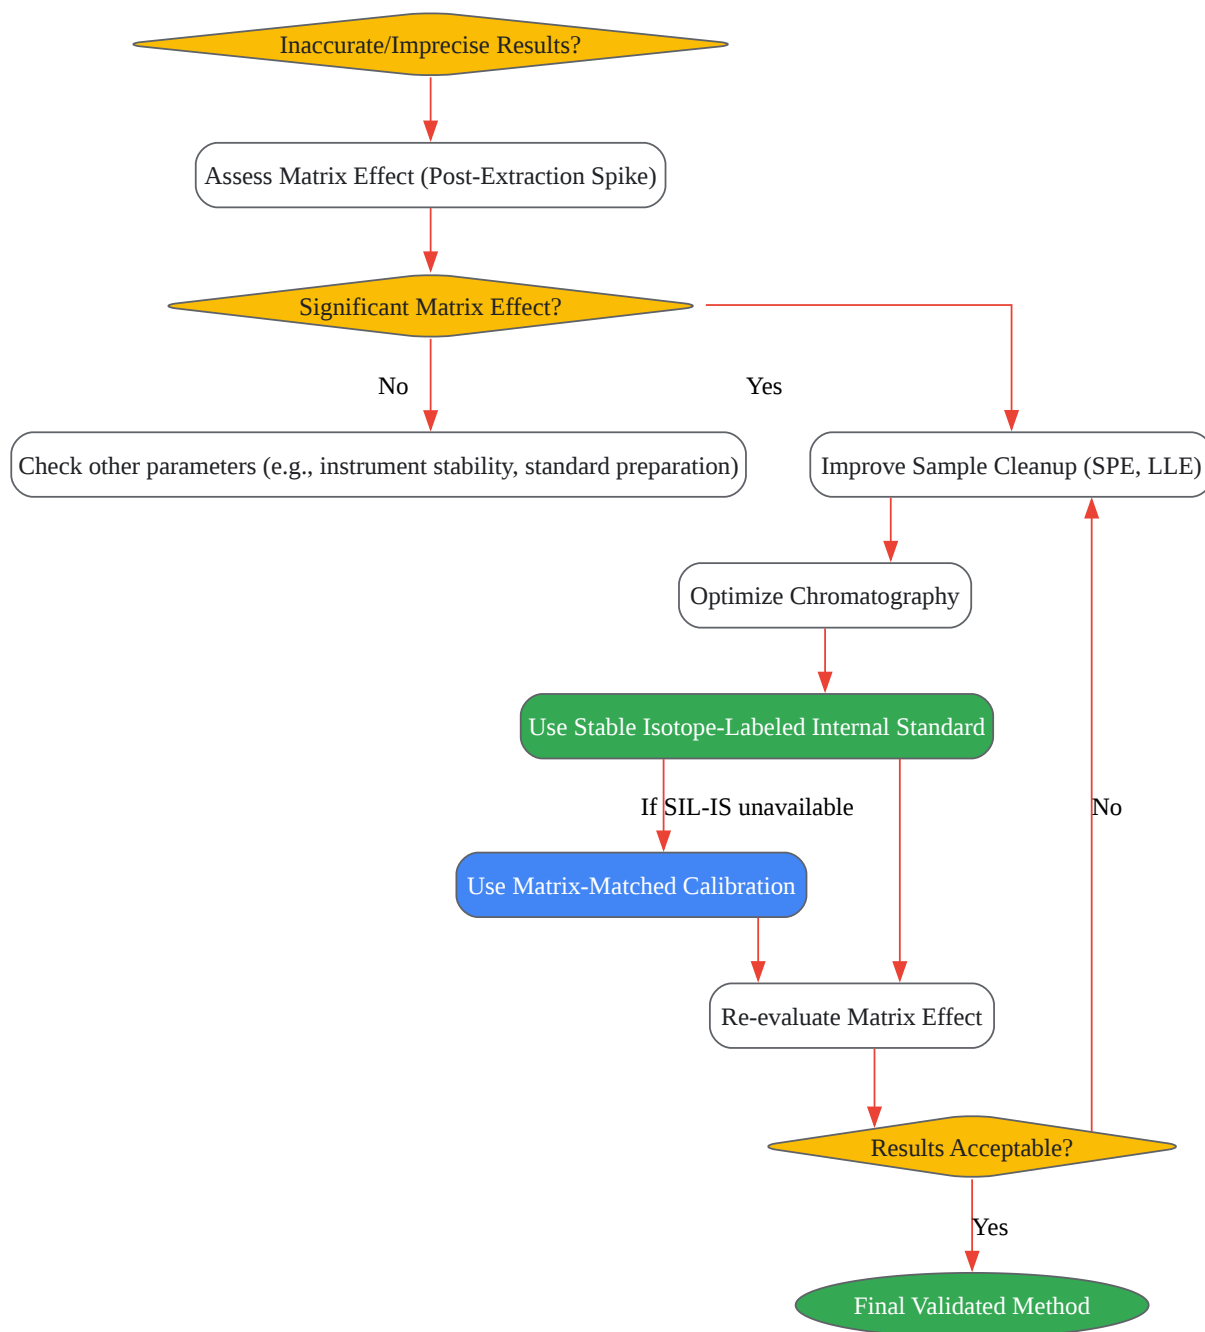 Inaccurate/Imprecise Results?
Assess Matrix Effect (Post-Extraction Spike)
Significant Matrix Effect?
No
Yes
Check other parameters (e.g., instrument stability, standard preparation)
Improve Sample Cleanup (SPE, LLE)
Optimize Chromatography
Use Stable Isotope-Labeled Internal Standard
If SIL-IS unavailable
No
Use Matrix-Matched Calibration
Re-evaluate Matrix Effect
Results Acceptable?
Yes
Final Validated Method